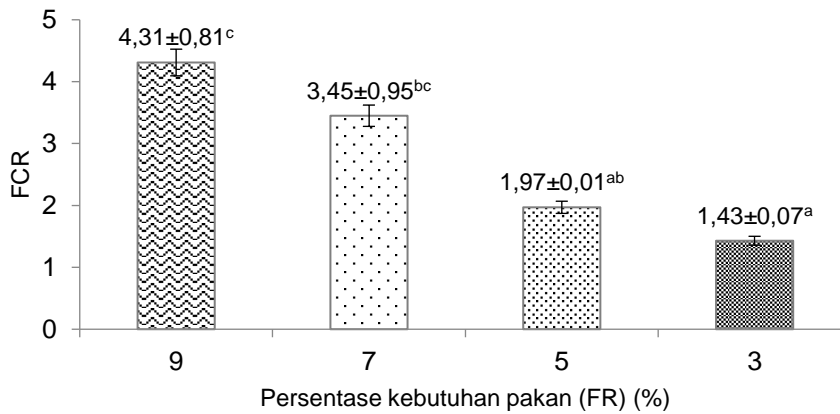 5
4,31±0,81ᶜ
4
3,45±0,95ᵇᶜ
3
FCR
1,97±0,01ᵃᵇ
2
1,43±0,07ᵃ
1
0
9 7 5 3
Persentase kebutuhan pakan (FR) (%)